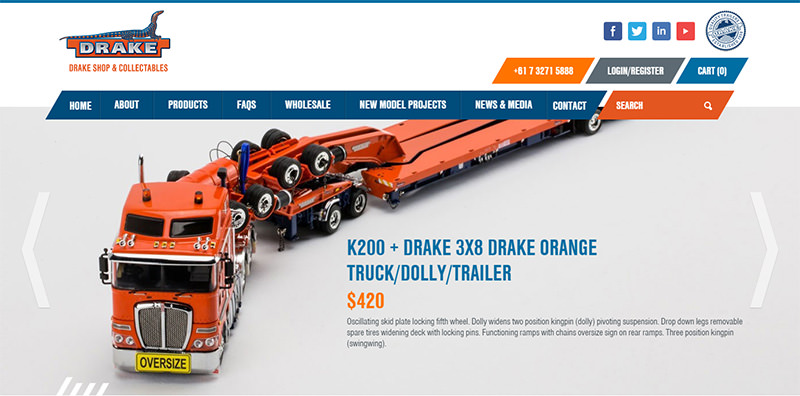 DRAKE
DRAKE SHOP & COLLECTABLES
+61 7 3271 5888
LOGIN/REGISTER
CART (0)
HOME
ABOUT
PRODUCTS
FAQS
WHOLESALE
NEW MODEL PROJECTS
NEWS & MEDIA
CONTACT
SEARCH
K200 + DRAKE 3X8 DRAKE ORANGE
TRUCK/DOLLY/TRAILER
$420
Oscillating skid plate locking fifth wheel. Dolly widens two position kingpin (dolly) pivoting suspension. Drop down legs removable
spare tires widening deck with locking pins. Functioning ramps with chains oversize sign on rear ramps. Three position kingpin
(swingwing).
OVERSIZE